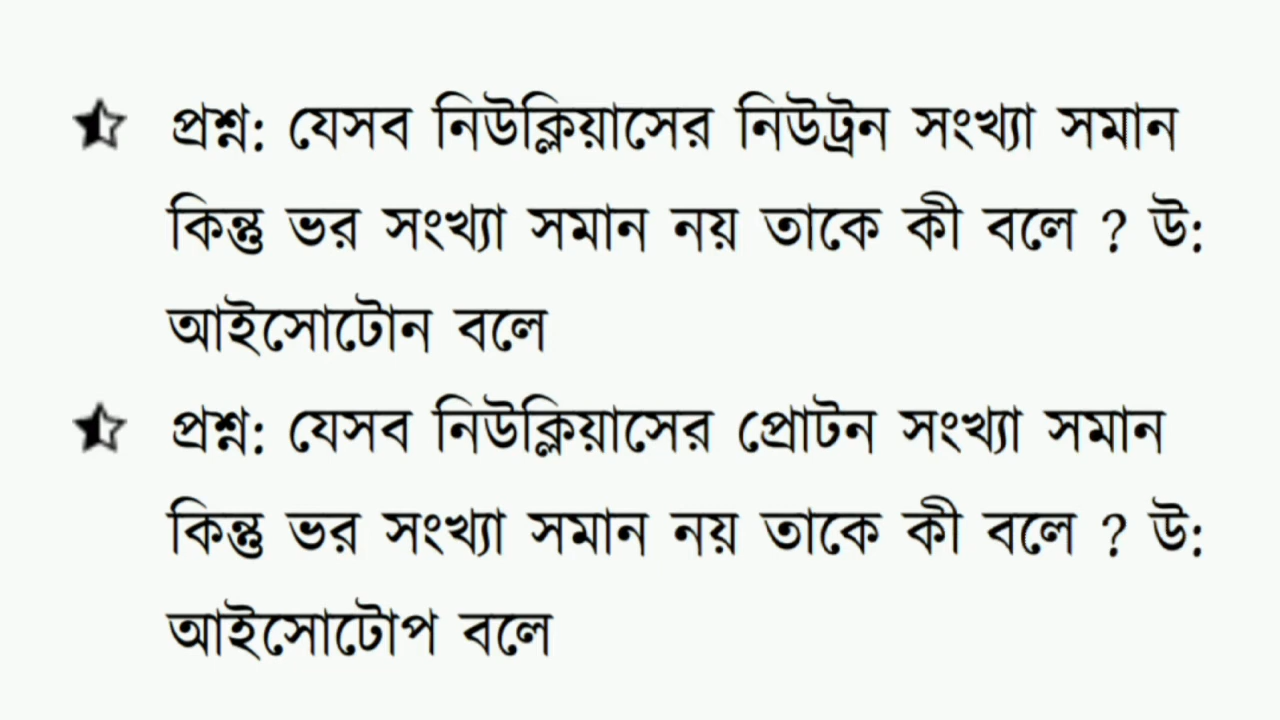 প্রশ্ন: যেসব নিউক্লিয়াসের নিউট্রন সংখ্যা সমান
কিন্তু ভর সংখ্যা সমান নয় তাকে কী বলে ? উ:
আইসোটোন বলে
প্রশ্ন: যেসব নিউক্লিয়াসের প্রোটন সংখ্যা সমান
কিন্তু ভর সংখ্যা সমান নয় তাকে কী বলে ? উ:
আইসোটোপ বলে